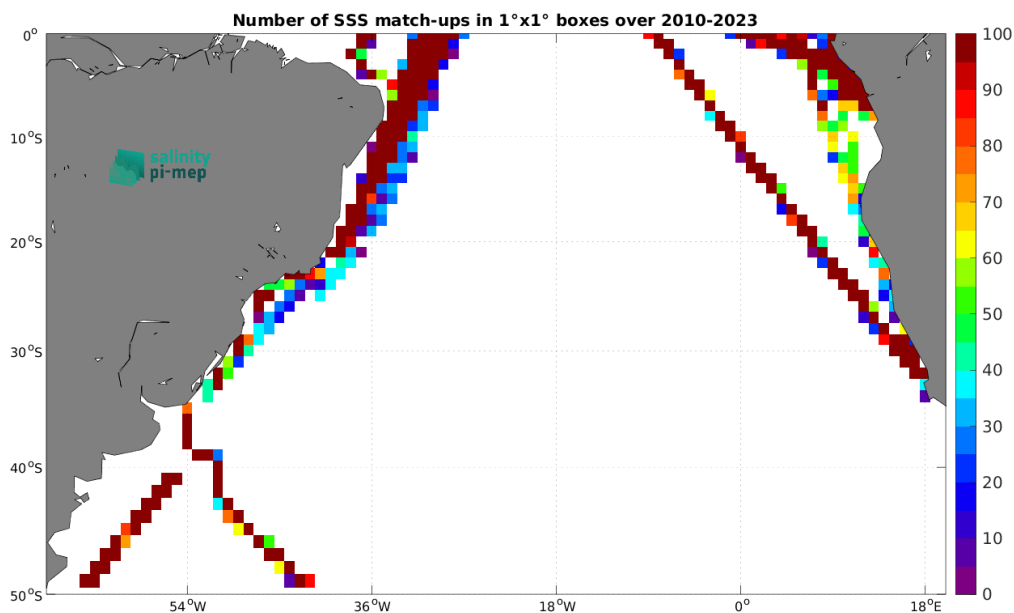 Number of SSS match-ups in 1°x1° boxes over 2010-2023
0°
10°S
20°S
30°S
40°S
50°S
salinity
pi-mep
54°W
36°W
18°W
0°
18°E
100
90
80
70
60
50
40
30
20
10
0